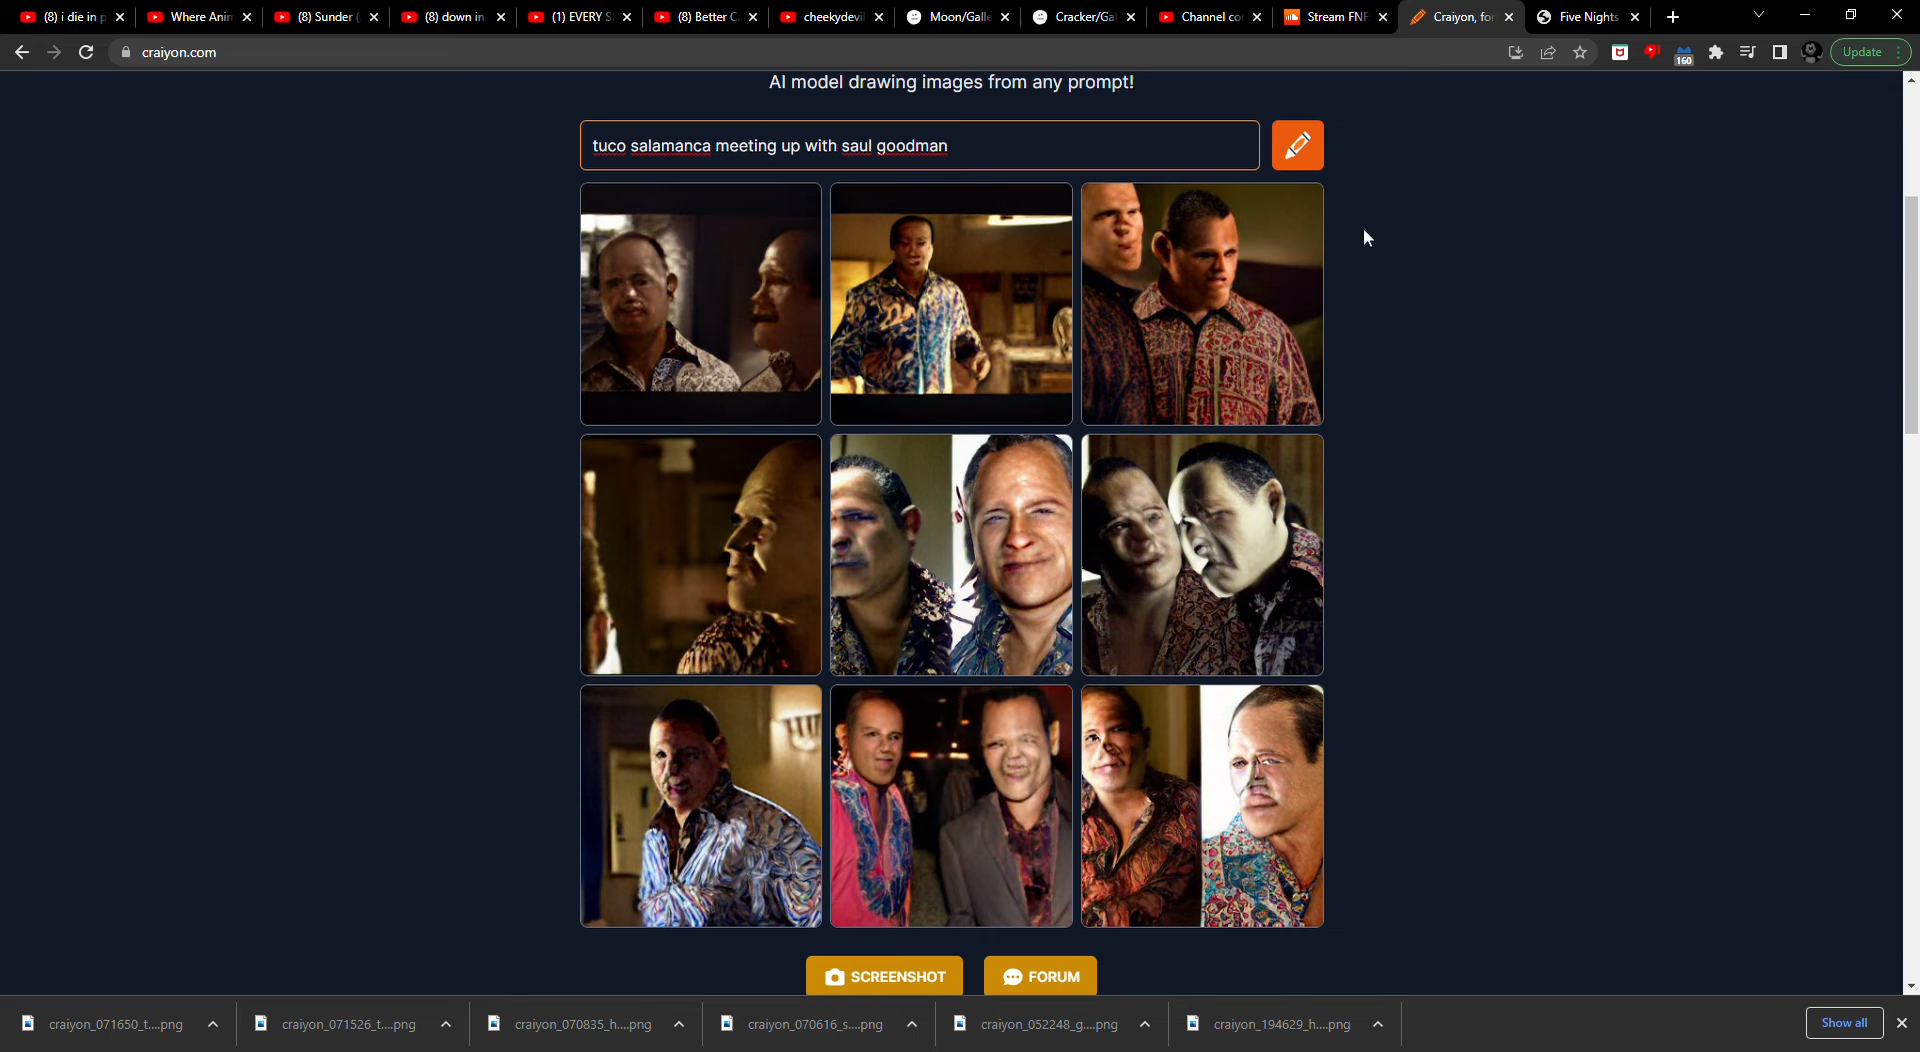 (8) i die in p
Where Anim
(8) Sunder (
(8) down in
(1) EVERY S
(8) Better C
cheekydevil
Moon/Galle
Cracker/Gal
Channel co
Stream FNF
Craiyon, for
Five Nights
craiyon.com
160
Update
AI model drawing images from any prompt!
tuco salamanca meeting up with saul goodman
SCREENSHOT
FORUM
craiyon_071650_t....png
craiyon_071526_t....png
craiyon_070835_h....png
craiyon_070616_s....png
craiyon_052248_g....png
craiyon_194629_h....png
Show all